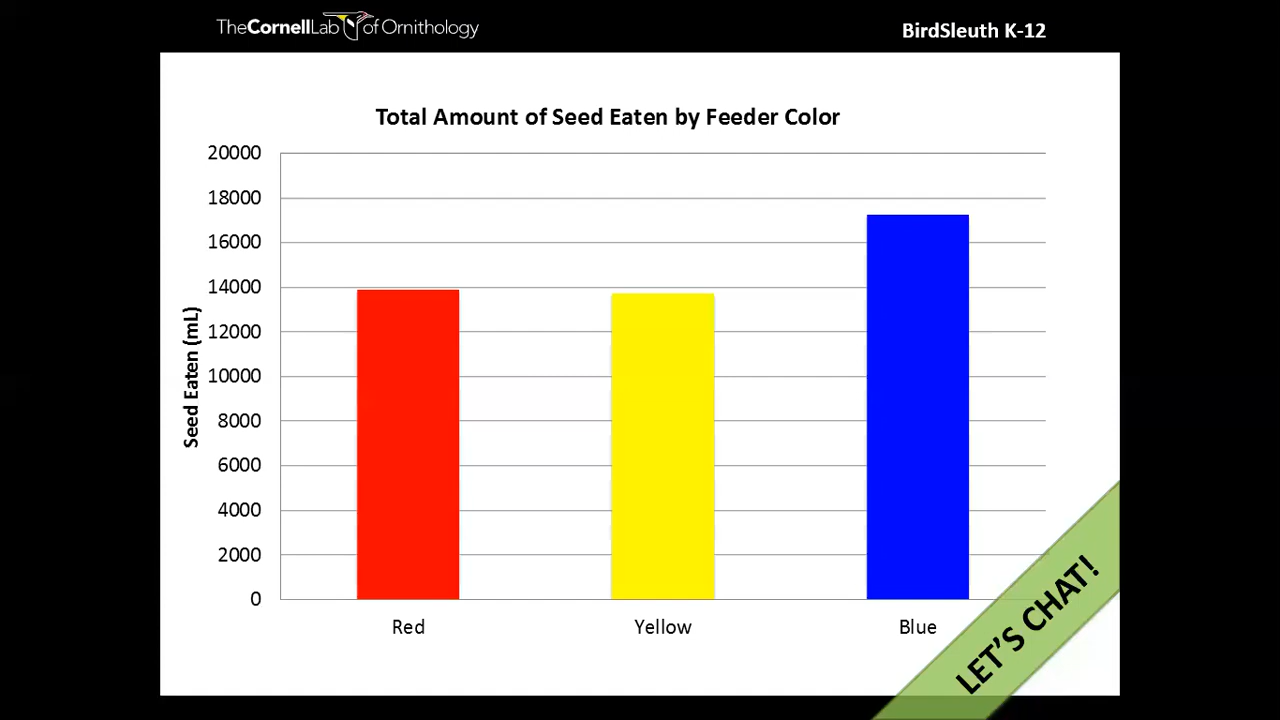 TheCornellLab of Ornithology
BirdSleuth K-12
Total Amount of Seed Eaten by Feeder Color
20000
18000
16000
14000
12000
10000
8000
6000
4000
2000
0
Seed Eaten (mL)
Red
Yellow
Blue
LET'S CHAT!